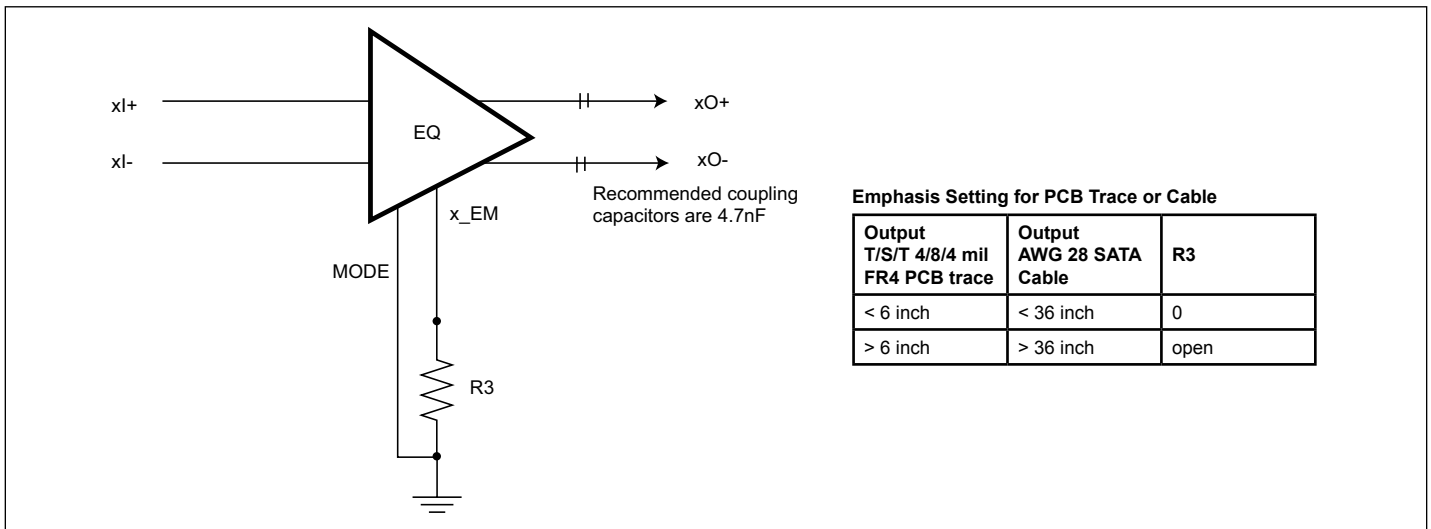 xI+
xI-
EQ
xO+
xO-
Recommended coupling
capacitors are 4.7nF
x_EM
MODE
R3
Emphasis Setting for PCB Trace or Cable
Output
T/S/T 4/8/4 mil
FR4 PCB trace
Output
AWG 28 SATA
Cable
R3
< 6 inch
< 36 inch
0
> 6 inch
> 36 inch
open